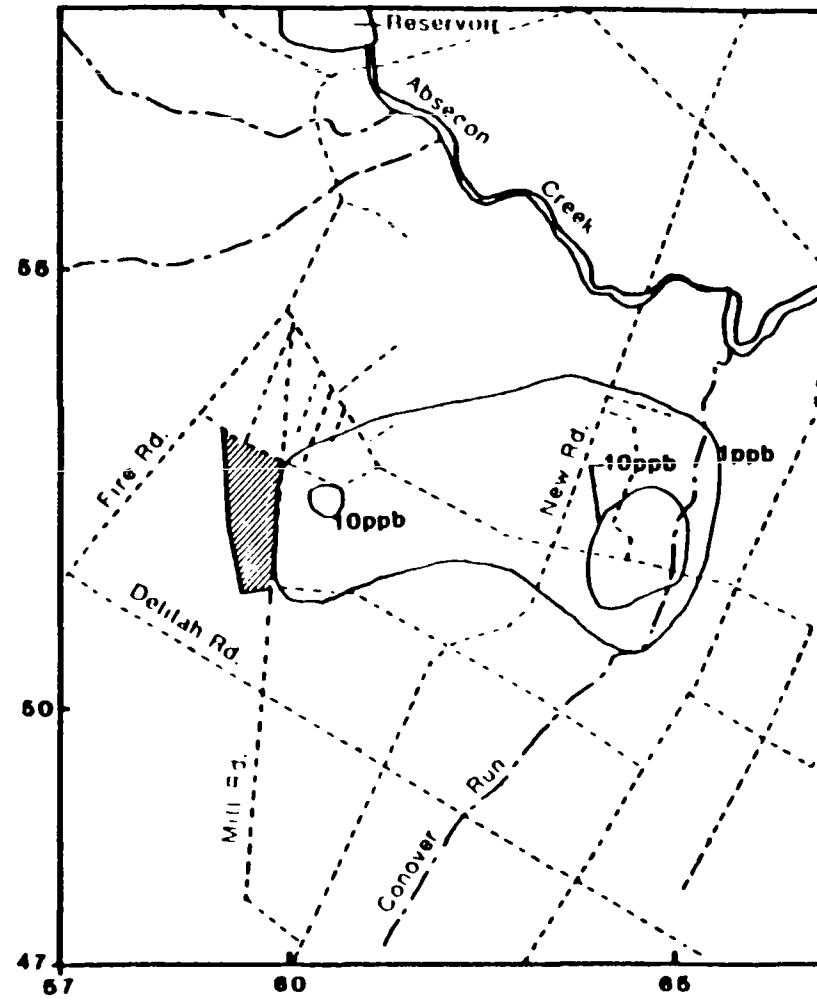 Reservoir
Absecon
Creek
55
Fire Rd.
New Rd.
10ppb
1ppb
10ppb
Delilah Rd.
50
Mill Rd.
Run
Conover
47
57
60
65